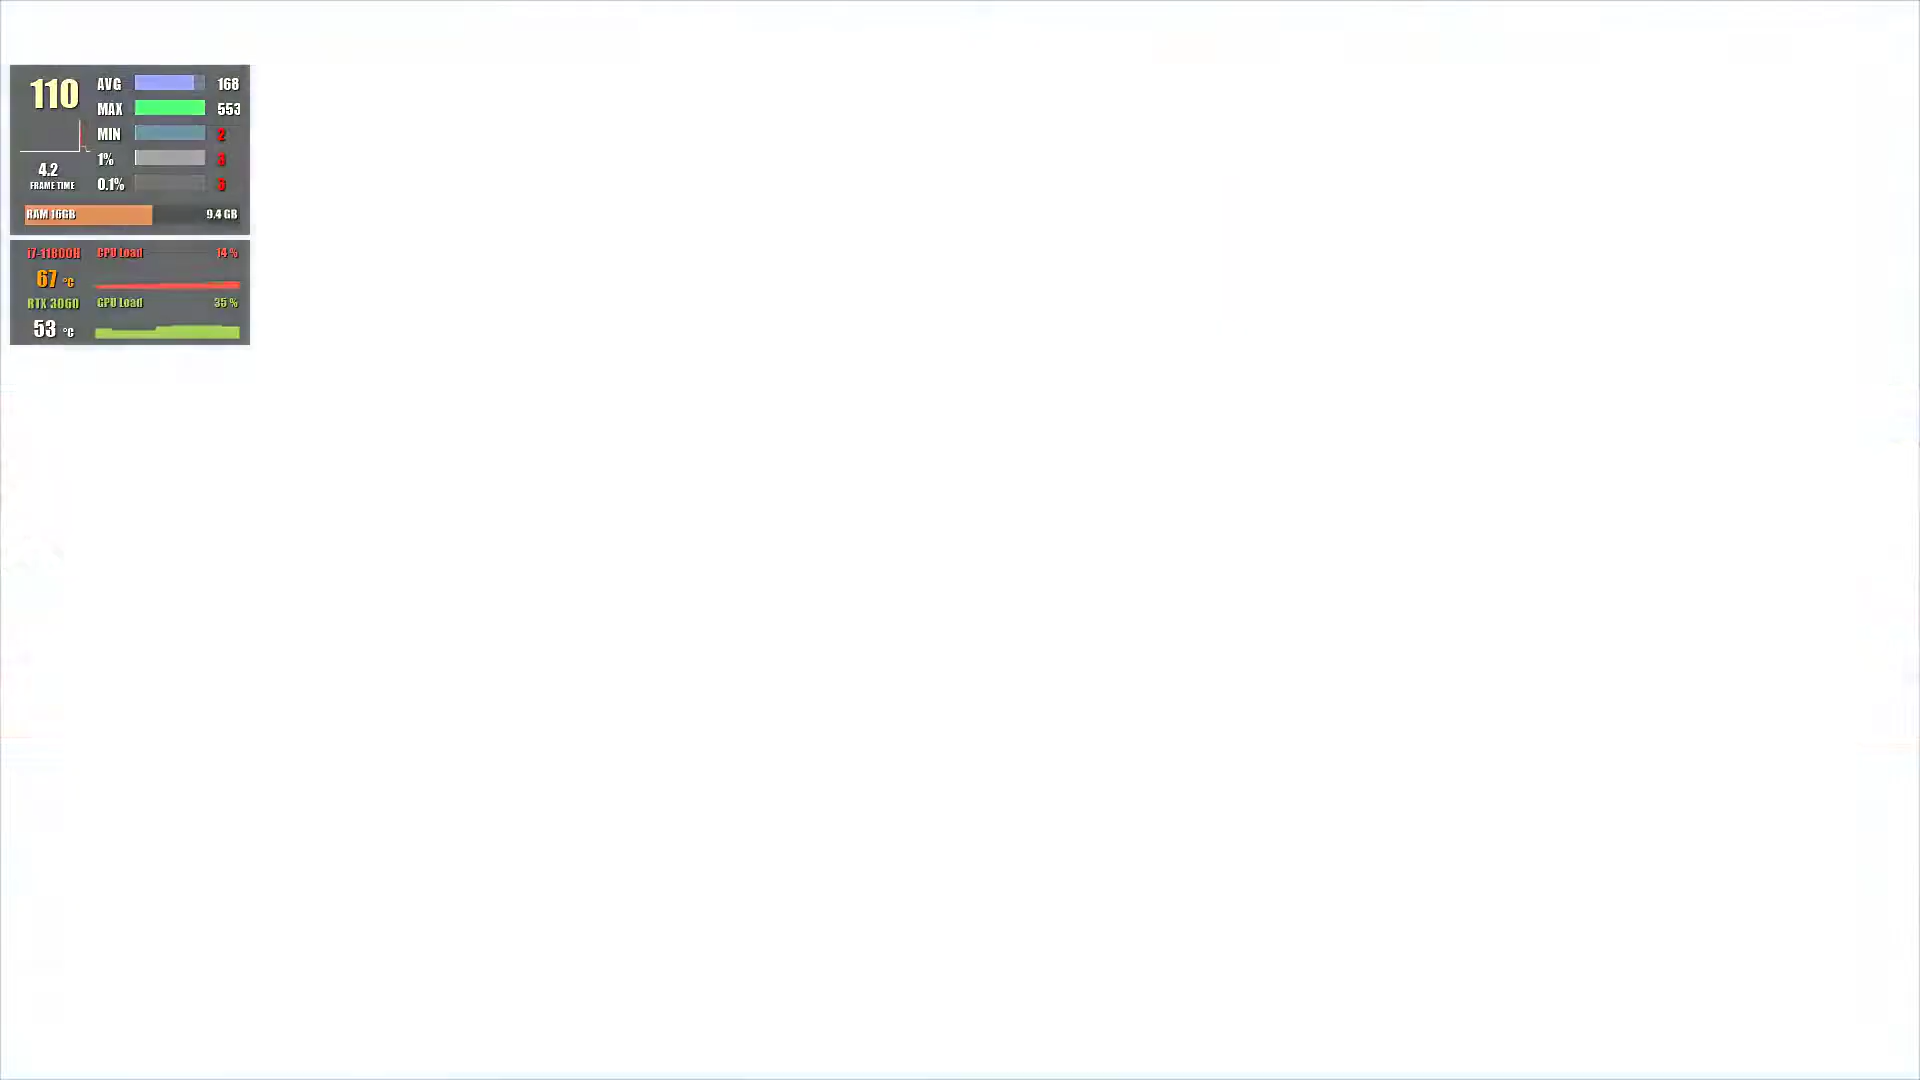 110 AVG 168
MAX 553
MIN 2
1% 3
4.2
FRAME TIME
0.1%
RAM 16GB 9.4 GB
i7-11800H CPU Load 14 %
67 °C
RTX 3060 GPU Load 35 %
53 °C